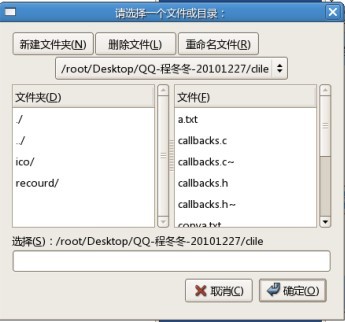 请选择一个文件或目录：
新建文件夹(N) 删除文件(L) 重命名文件(R)
/root/Desktop/QQ-程冬冬-20101227/clile
文件夹(D) 文件(F)
./ a.txt
../ callbacks.c
ico/ callbacks.c~
recourd/ callbacks.h
callbacks.h~
选择(S)：/root/Desktop/QQ-程冬冬-20101227/clile
取消(C) 确定(O)